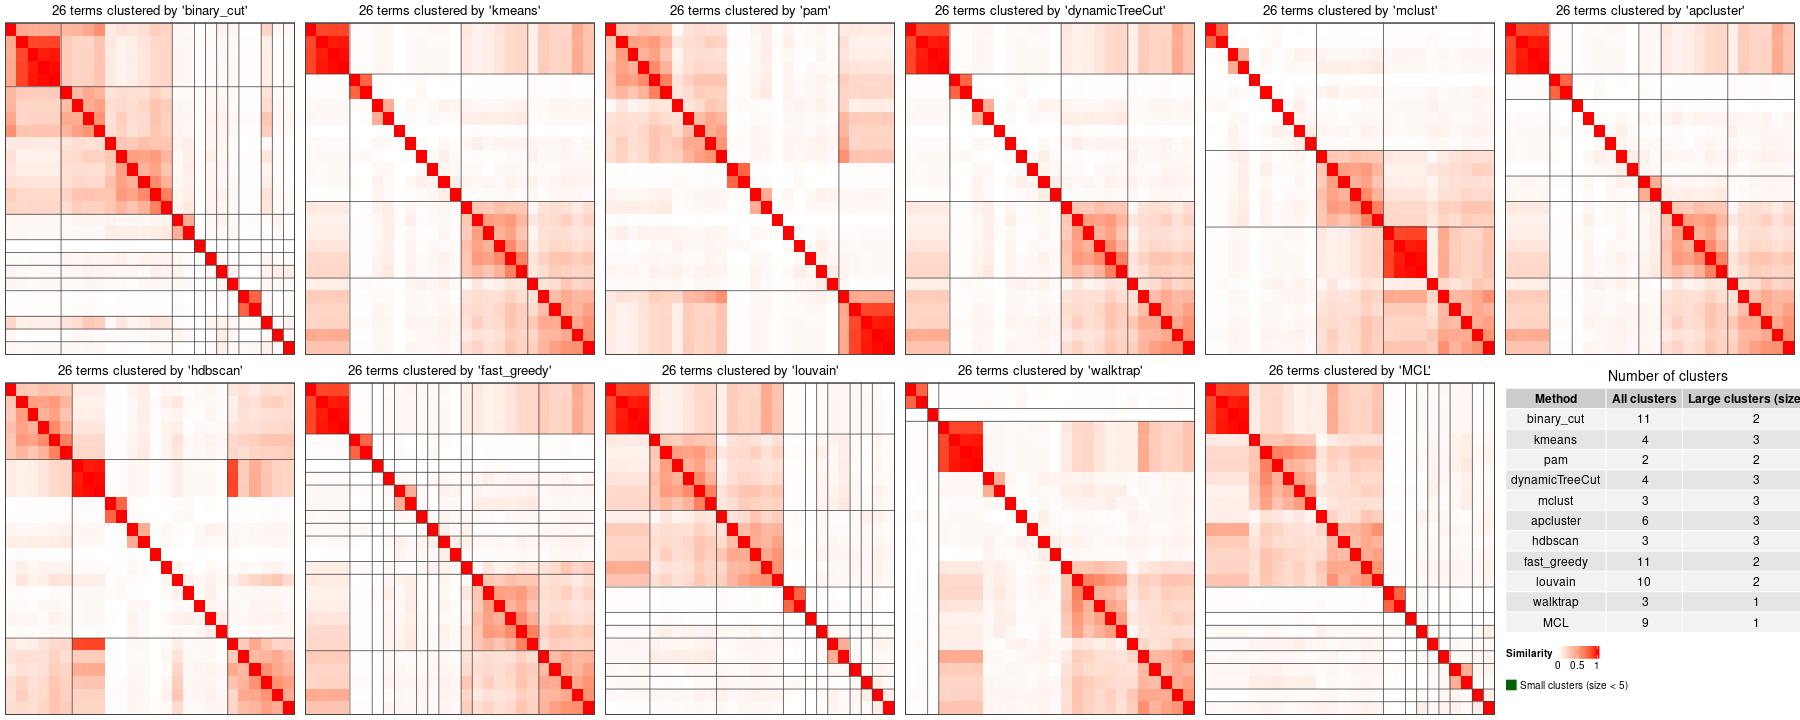 26 terms clustered by 'binary_cut'
26 terms clustered by 'kmeans'
26 terms clustered by 'pam'
26 terms clustered by 'dynamicTreeCut'
26 terms clustered by 'mclust'
26 terms clustered by 'apcluster'
26 terms clustered by 'hdbscan'
26 terms clustered by 'fast_greedy'
26 terms clustered by 'louvain'
26 terms clustered by 'walktrap'
26 terms clustered by 'MCL'
Number of clusters
Method All clusters Large clusters (size
binary_cut 11 2
kmeans 4 3
pam 2 2
dynamicTreeCut 4 3
mclust 3 3
apcluster 6 3
hdbscan 3 3
fast_greedy 11 2
louvain 10 2
walktrap 3 1
MCL 9 1
Similarity
0 0.5 1
Small clusters (size < 5)